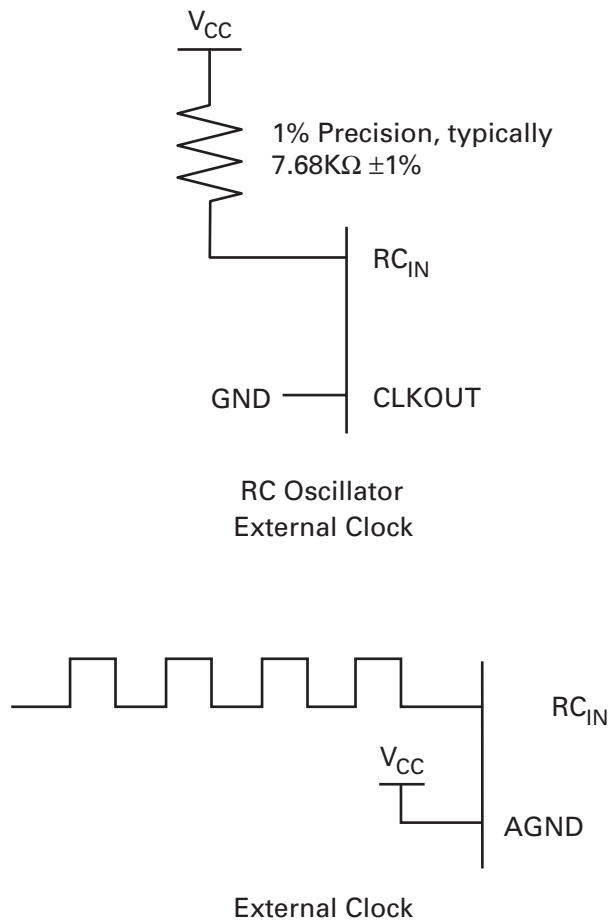 V_CC
1% Precision, typically
7.68KΩ ±1%
RC_IN
GND
CLKOUT
RC Oscillator
External Clock
RC_IN
V_CC
AGND
External Clock